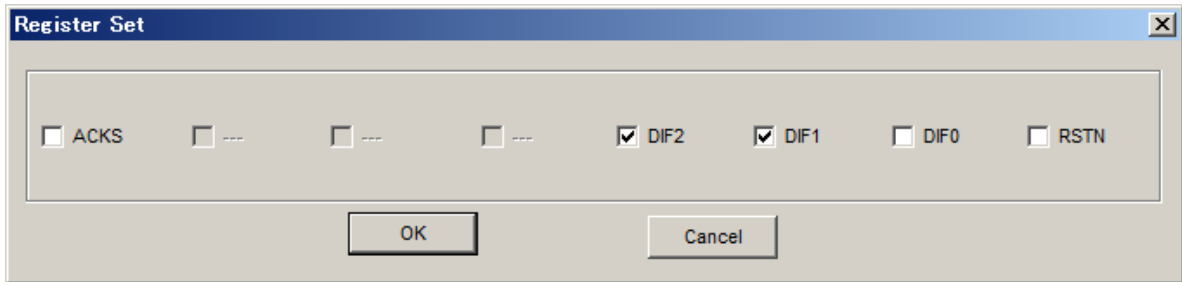 Register Set
ACKS --- --- --- DIF2 DIF1 DIF0 RSTN
OK Cancel